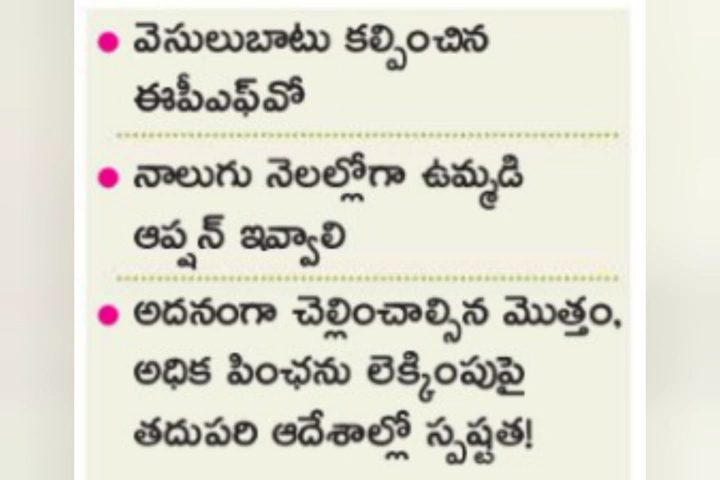 వెసులుబాటు కల్పించిన
ఈపీఎఫ్‌వో
నాలుగు నెలల్లోగా ఉమ్మడి
ఆప్షన్ ఇవ్వాలి
అదనంగా చెల్లించాల్సిన మొత్తం,
అధిక పింఛను లెక్కింపుపై
తదుపరి ఆదేశాల్లో స్పష్టత!